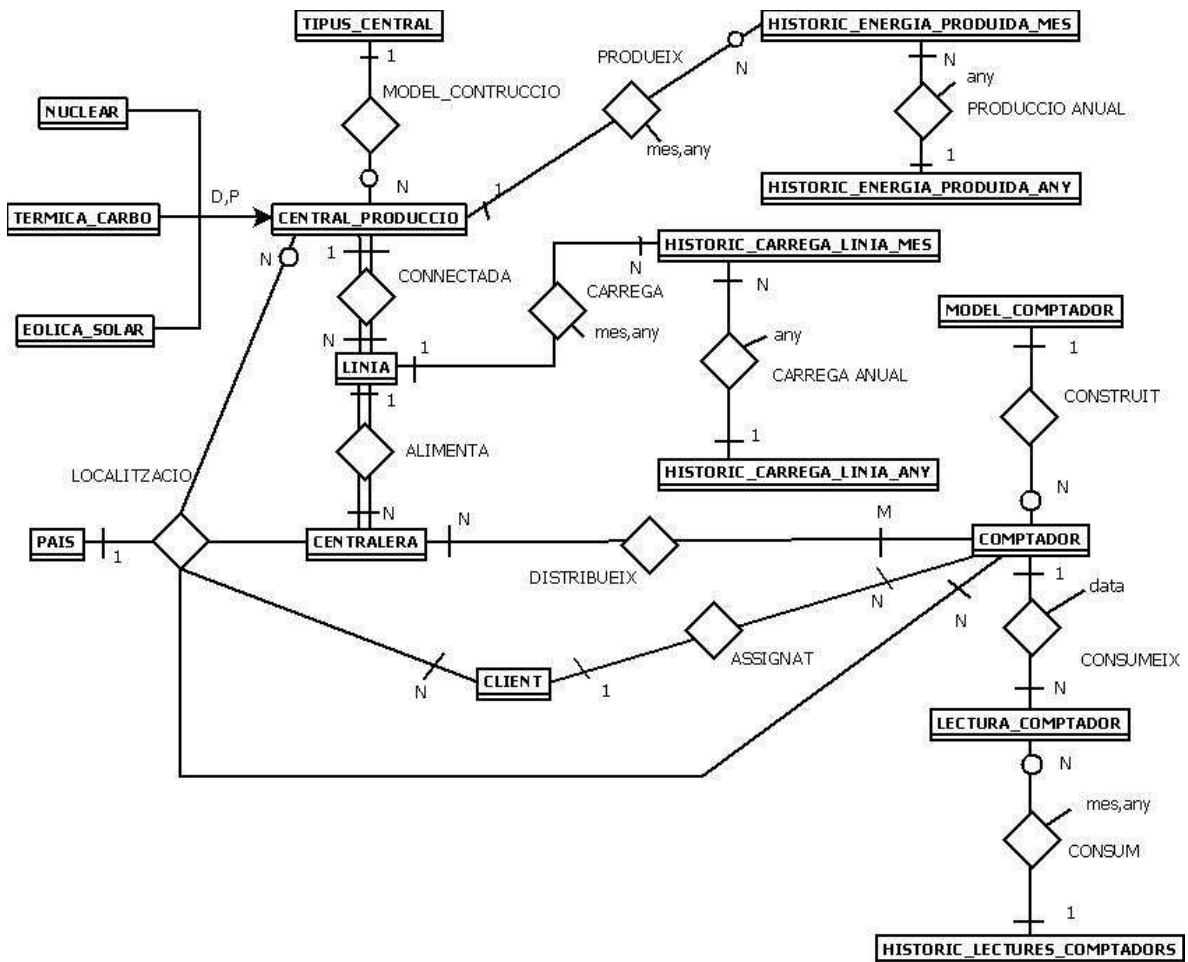 TIPUS_CENTRAL
1
MODEL_CONTRUCCIO
N
HISTORIC_ENERGIA_PRODUIDA_MES
N
PRODUEIX
mes,any
1
N
any
PRODUCCIO ANUAL
1
HISTORIC_ENERGIA_PRODUIDA_ANY
NUCLEAR
TERMICA_CARBO
EOLICA_SOLAR
D,P
CENTRAL_PRODUCCIO
N
1
CONNECTADA
N
LINIA
1
1
ALIMENTA
N
HISTORIC_CARREGA_LINIA_MES
N
CARREGA
mes,any
N
any
CARREGA ANUAL
1
HISTORIC_CARREGA_LINIA_ANY
MODEL_COMPTADOR
1
CONSTRUIT
N
LOCALITZACIO
PAIS
1
CENTRALERA
N
DISTRIBUEIX
M
COMPTADOR
N
CLIENT
1
ASSIGNAT
N
N
1
data
CONSUMEIX
N
LECTURA_COMPTADOR
N
mes,any
CONSUM
1
HISTORIC_LECTURES_COMPTADORS